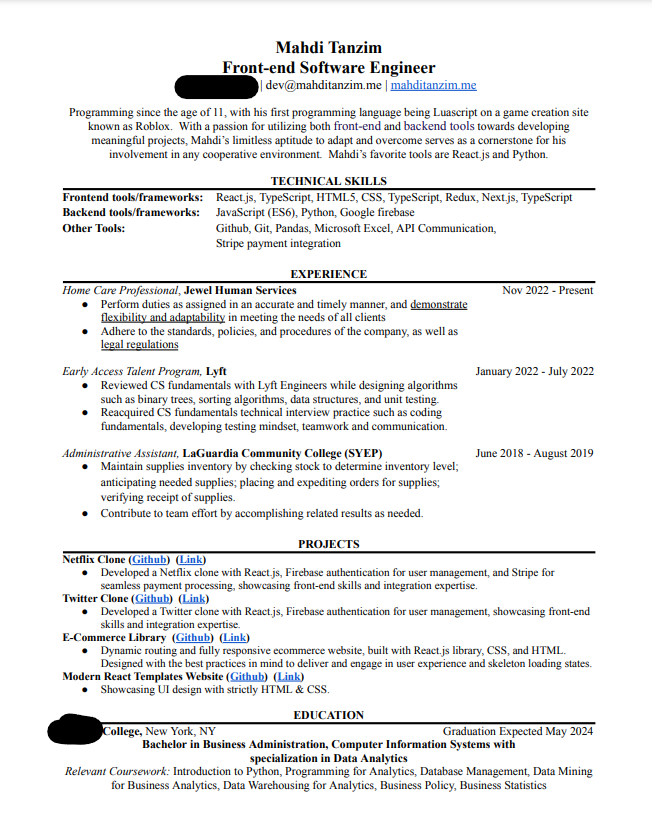 Mahdi Tanzim
Front-end Software Engineer
| dev@mahditanzim.me | mahditanzim.me
Programming since the age of 11, with his first programming language being Luascript on a game creation site
known as Roblox. With a passion for utilizing both front-end and backend tools towards developing
meaningful projects, Mahdi's limitless aptitude to adapt and overcome serves as a cornerstone for his
involvement in any cooperative environment. Mahdi's favorite tools are React.js and Python.
TECHNICAL SKILLS
Frontend tools/frameworks: React.js, TypeScript, HTML5, CSS, TypeScript, Redux, Next.js, TypeScript
Backend tools/frameworks: JavaScript (ES6), Python, Google firebase
Other Tools: Github, Git, Pandas, Microsoft Excel, API Communication,
Stripe payment integration
EXPERIENCE
Home Care Professional, Jewel Human Services Nov 2022 - Present
● Perform duties as assigned in an accurate and timely manner, and demonstrate
flexibility and adaptability in meeting the needs of all clients
● Adhere to the standards, policies, and procedures of the company, as well as
legal regulations
Early Access Talent Program, Lyft January 2022 - July 2022
● Reviewed CS fundamentals with Lyft Engineers while designing algorithms
such as binary trees, sorting algorithms, data structures, and unit testing.
● Reacquired CS fundamentals technical interview practice such as coding
fundamentals, developing testing mindset, teamwork and communication.
Administrative Assistant, LaGuardia Community College (SYEP) June 2018 - August 2019
● Maintain supplies inventory by checking stock to determine inventory level;
anticipating needed supplies; placing and expediting orders for supplies;
verifying receipt of supplies.
● Contribute to team effort by accomplishing related results as needed.
PROJECTS
Netflix Clone (Github) (Link)
● Developed a Netflix clone with React.js, Firebase authentication for user management, and Stripe for
seamless payment processing, showcasing front-end skills and integration expertise.
Twitter Clone (Github) (Link)
● Developed a Twitter clone with React.js, Firebase authentication for user management, showcasing front-end
skills and integration expertise.
E-Commerce Library (Github) (Link)
● Dynamic routing and fully responsive ecommerce website, built with React.js library, CSS, and HTML.
Designed with the best practices in mind to deliver and engage in user experience and skeleton loading states.
Modern React Templates Website (Github) (Link)
● Showcasing UI design with strictly HTML & CSS.
EDUCATION
College, New York, NY Graduation Expected May 2024
Bachelor in Business Administration, Computer Information Systems with
specialization in Data Analytics
Relevant Coursework: Introduction to Python, Programming for Analytics, Database Management, Data Mining
for Business Analytics, Data Warehousing for Analytics, Business Policy, Business Statistics